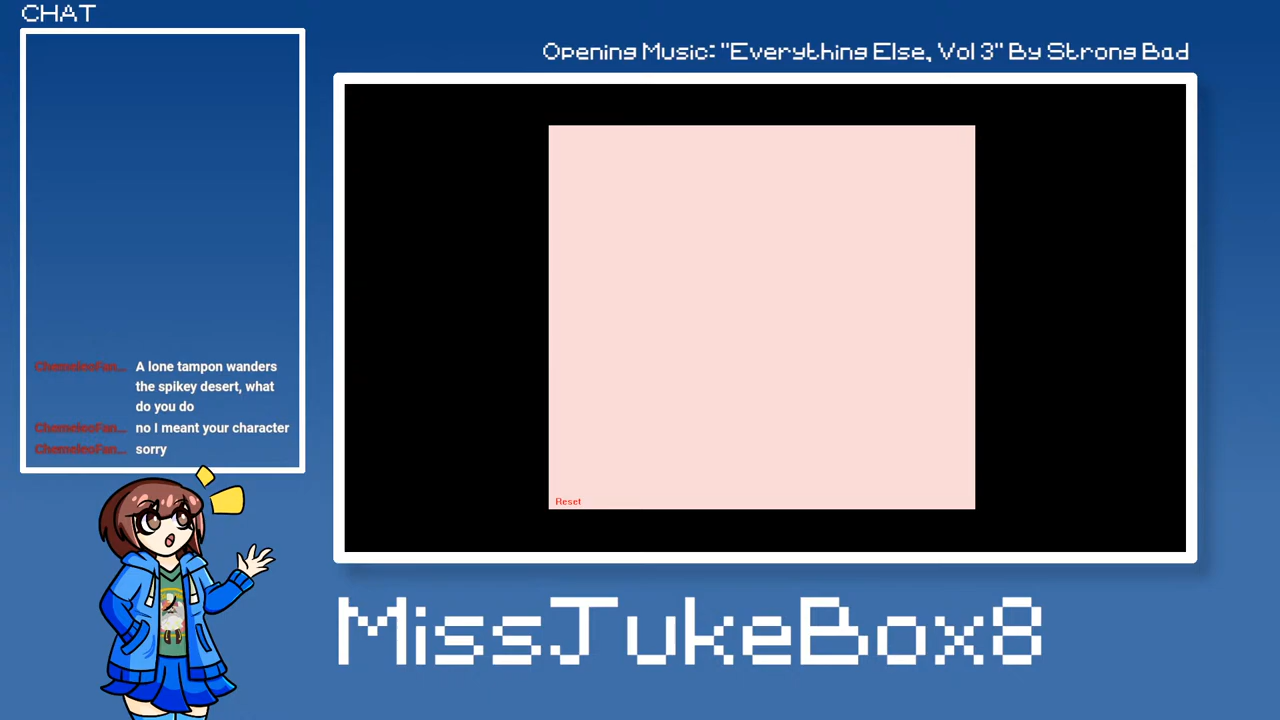 CHAT
Opening Music: "Everything Else, Vol 3" By Strong Bad
A lone tampon wanders
the spikey desert, what
do you do
no I meant your character
sorry
Reset
MissJukeBox8